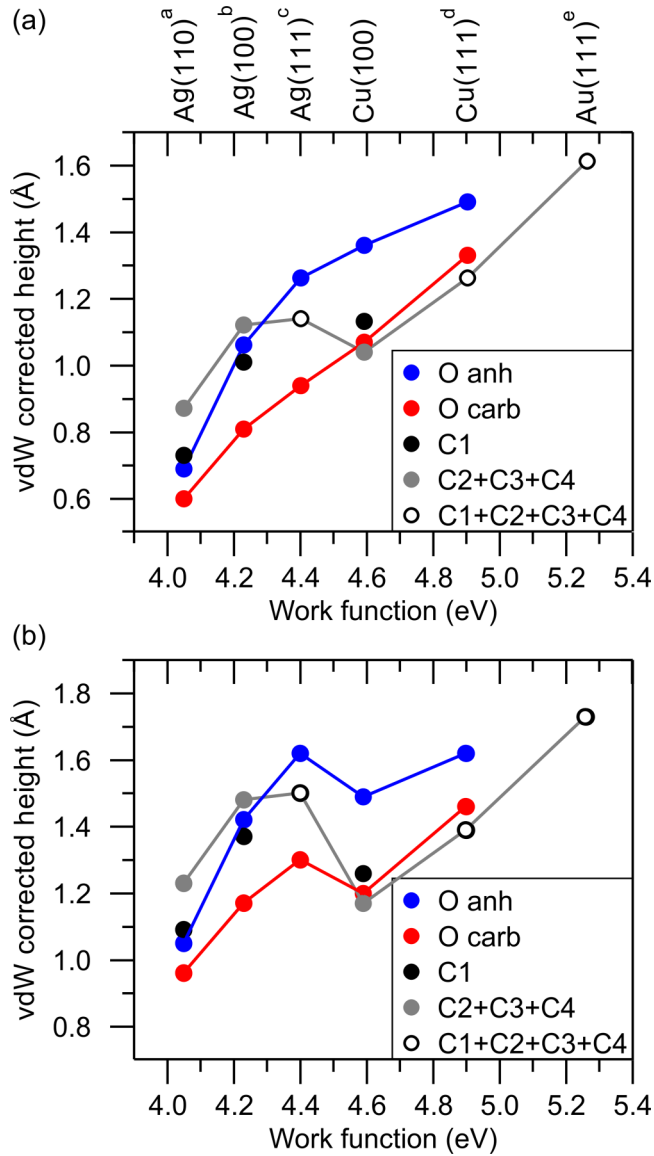 (a)
Ag(110)a
Ag(100)b
Ag(111)c
Cu(100)
Cu(111)d
Au(111)e
vdW corrected height (Å)
1.6
1.4
1.2
1.0
0.8
0.6
O anh
O carb
C1
C2+C3+C4
C1+C2+C3+C4
4.0 4.2 4.4 4.6 4.8 5.0 5.2 5.4
Work function (eV)
(b)
vdW corrected height (Å)
1.8
1.6
1.4
1.2
1.0
0.8
O anh
O carb
C1
C2+C3+C4
C1+C2+C3+C4
4.0 4.2 4.4 4.6 4.8 5.0 5.2 5.4
Work function (eV)